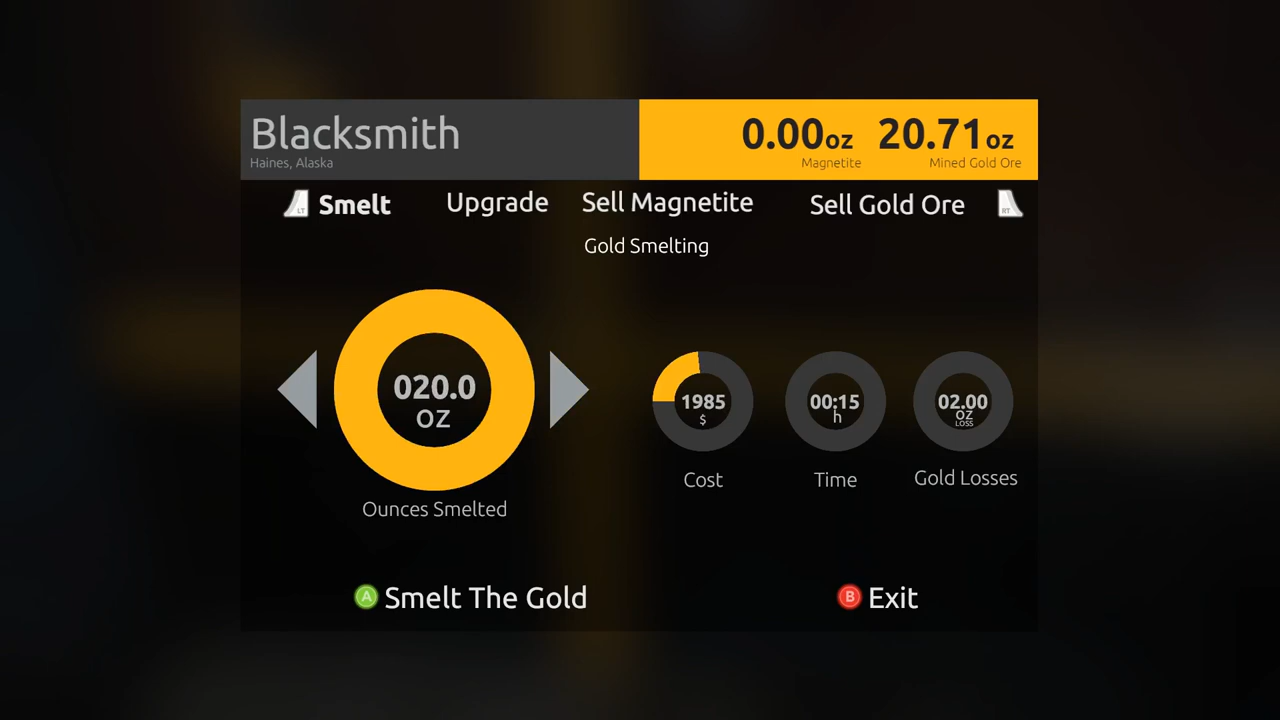 Blacksmith
Haines, Alaska
0.00oz 20.71oz
Magnetite Mined Gold Ore
LT Smelt Upgrade Sell Magnetite Sell Gold Ore RT
Gold Smelting
020.0
OZ
Ounces Smelted
1985
$
Cost
00:15
h
Time
02.00
OZ
LOSS
Gold Losses
A Smelt The Gold
B Exit